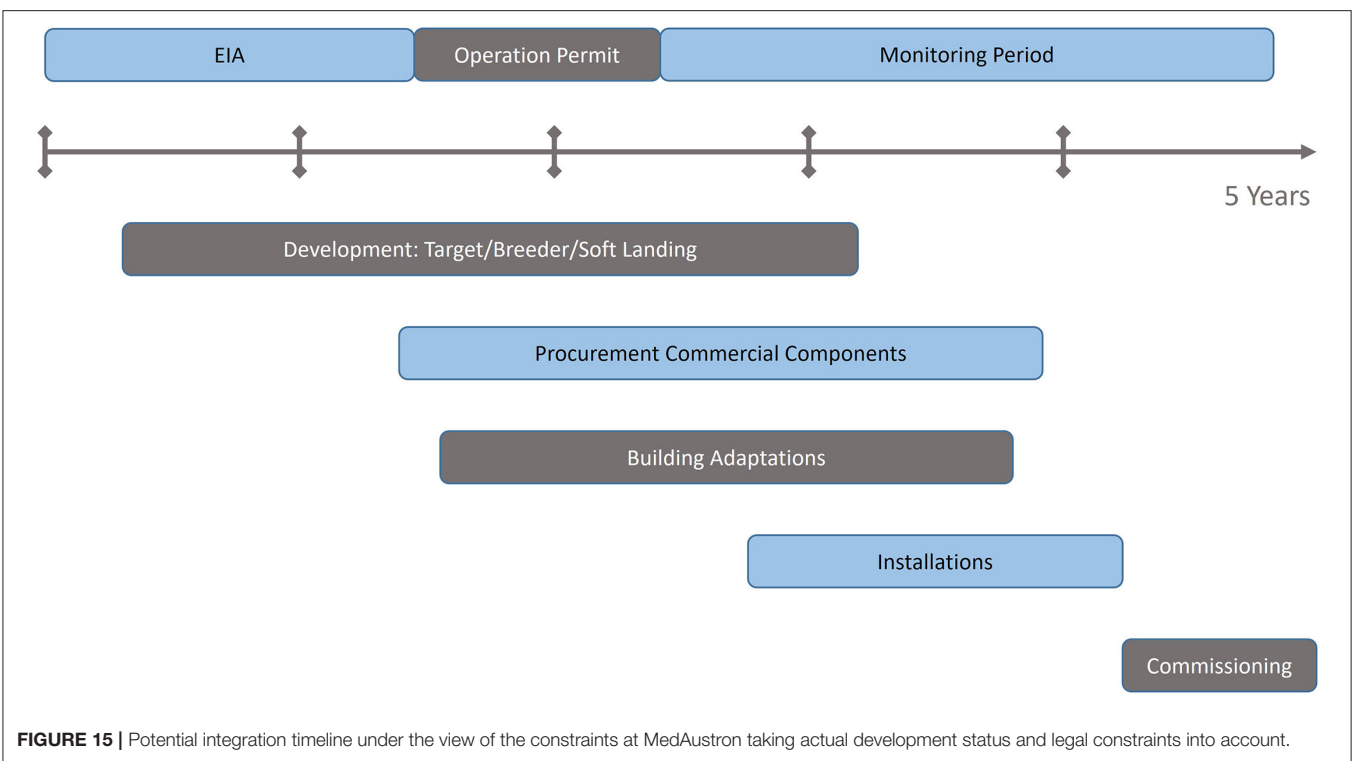 EIA
Operation Permit
Monitoring Period
5 Years
Development: Target/Breeder/Soft Landing
Procurement Commercial Components
Building Adaptations
Installations
Commissioning
FIGURE 15 | Potential integration timeline under the view of the constraints at MedAustron taking actual development status and legal constraints into account.